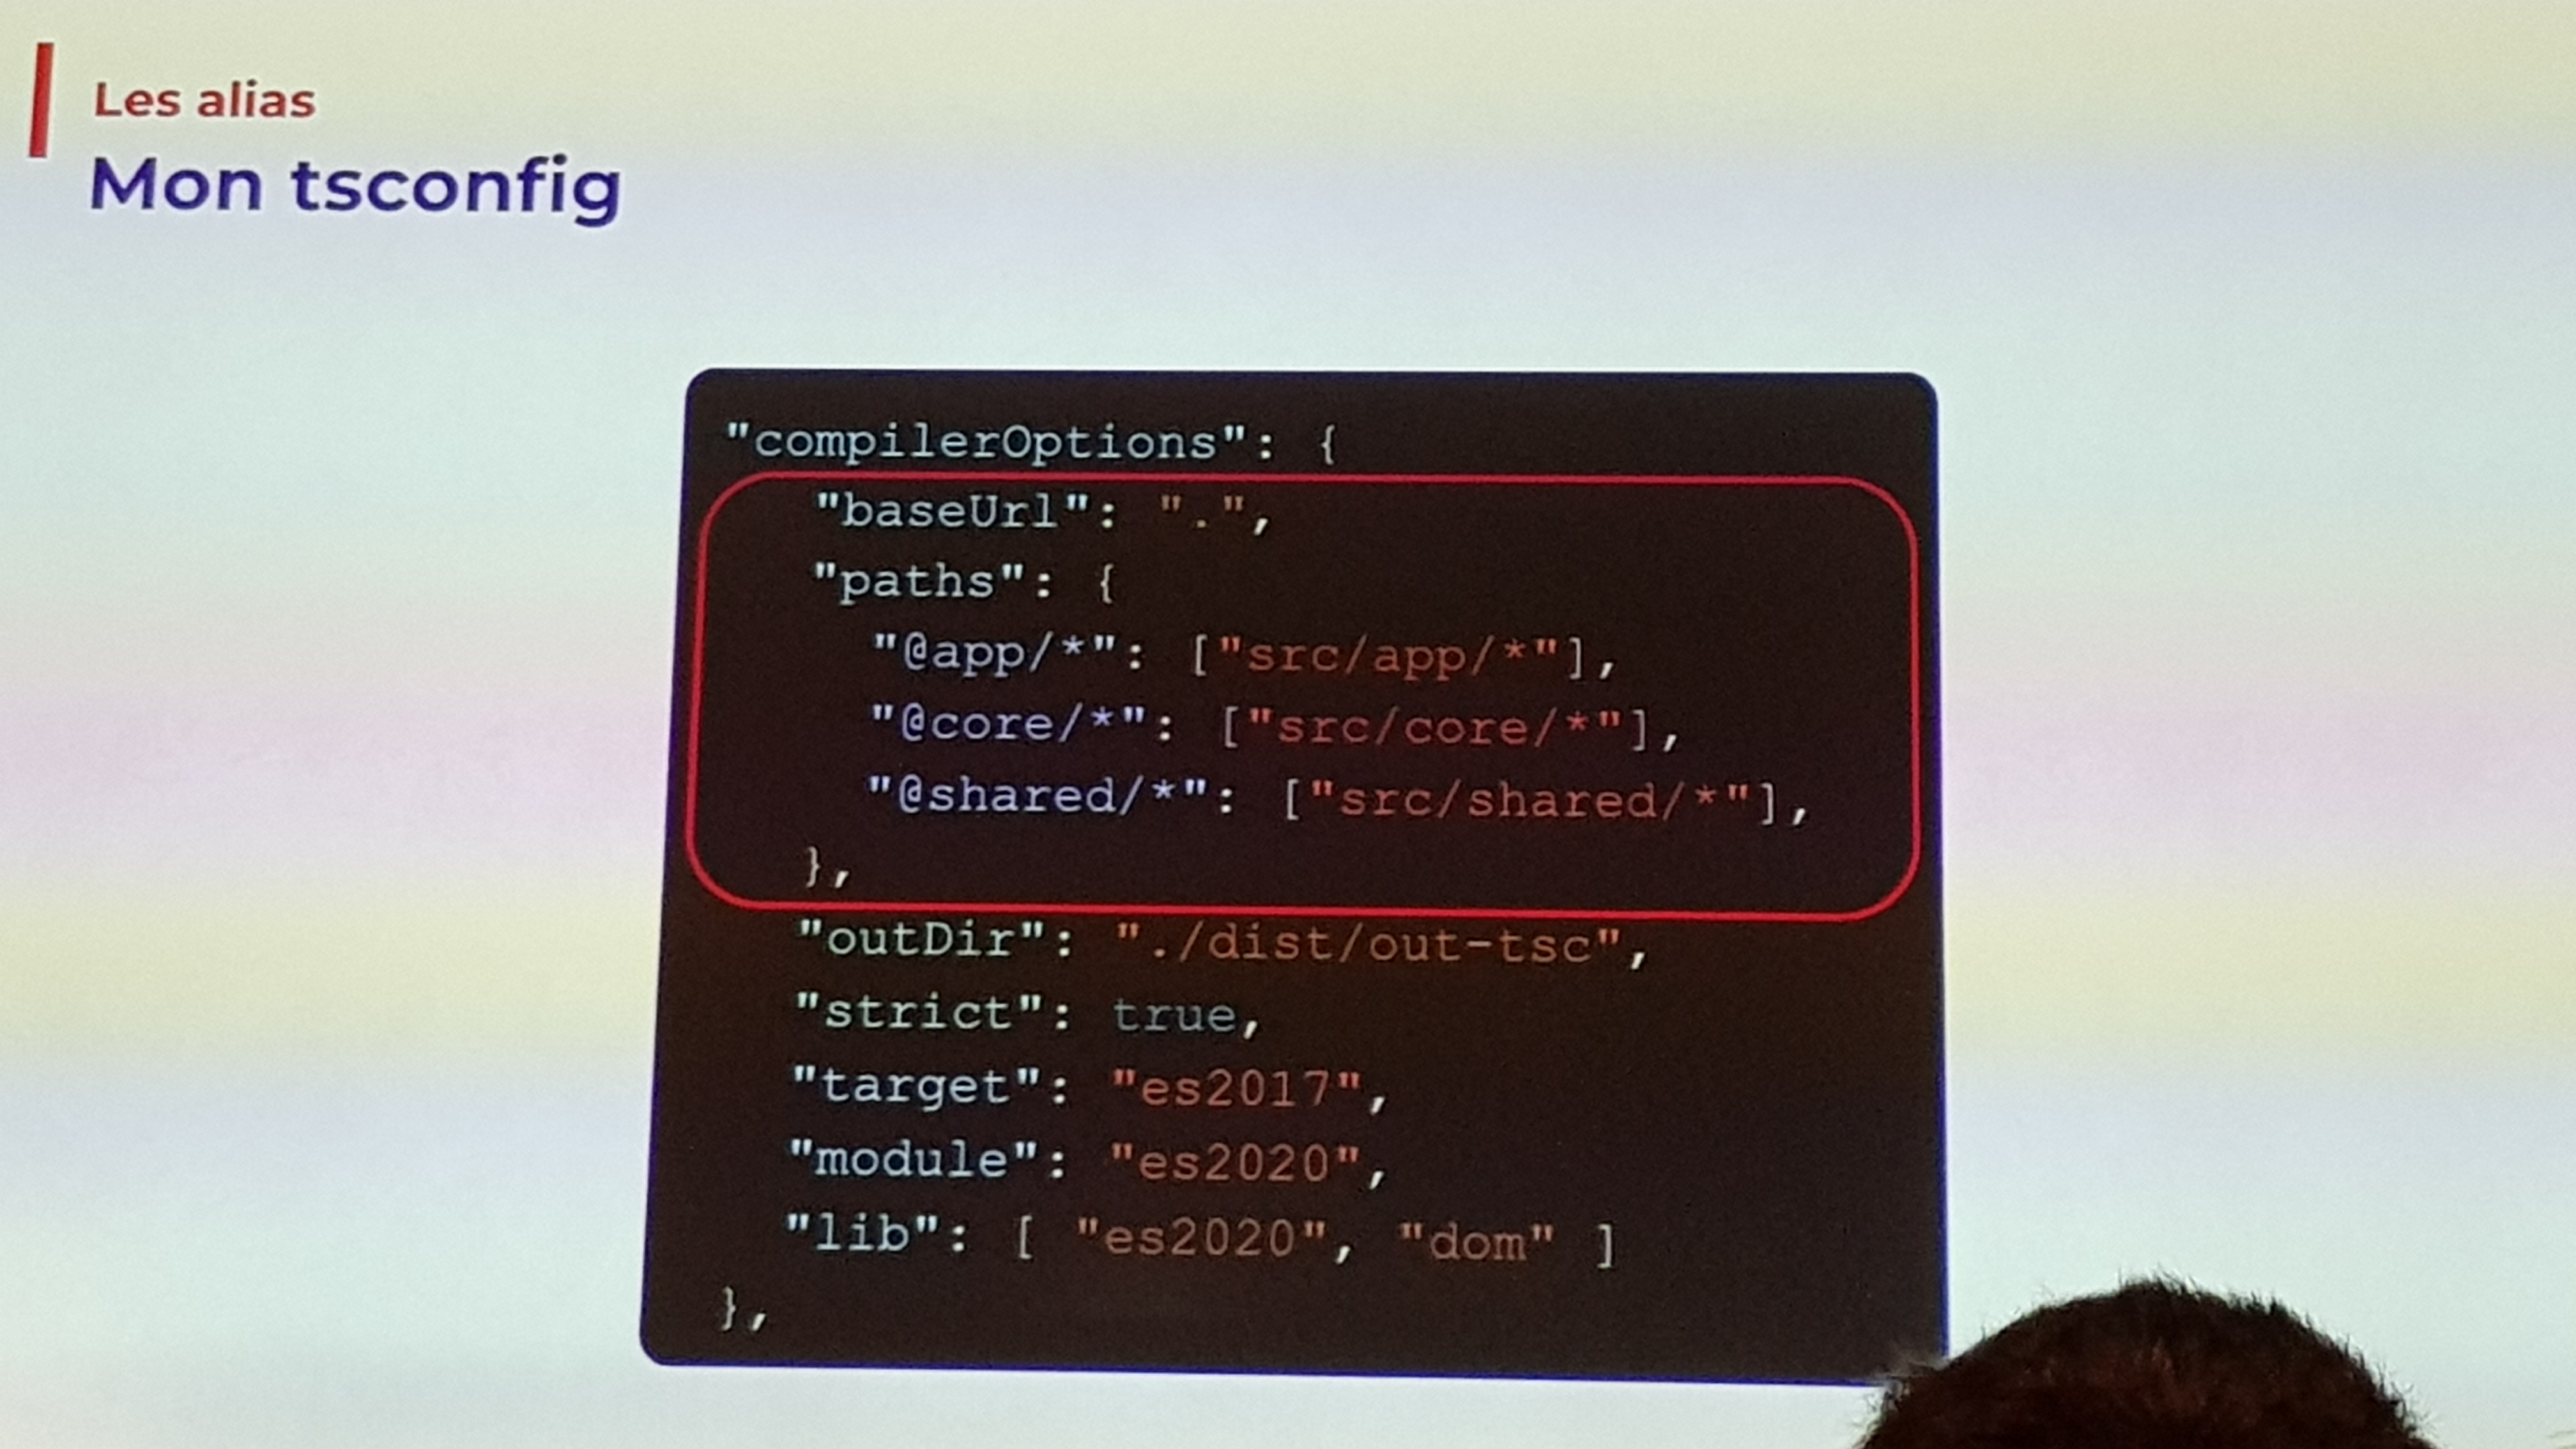 Les alias
Mon tsconfig
"compilerOptions": {
"baseUrl": ".",
"paths": {
"@app/*": ["src/app/*"],
"@core/*": ["src/core/*"],
"@shared/*": ["src/shared/*"],
},
"outDir": "./dist/out-tsc",
"strict": true,
"target": "es2017",
"module": "es2020",
"lib": [ "es2020", "dom" ]
},